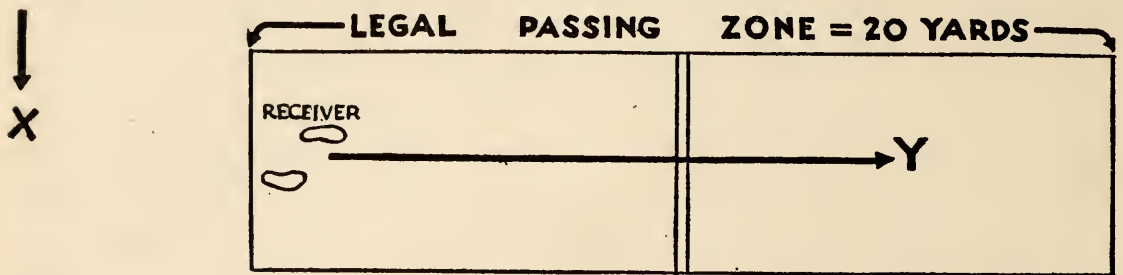 LEGAL PASSING ZONE = 20 YARDS
X
RECEIVER
Y